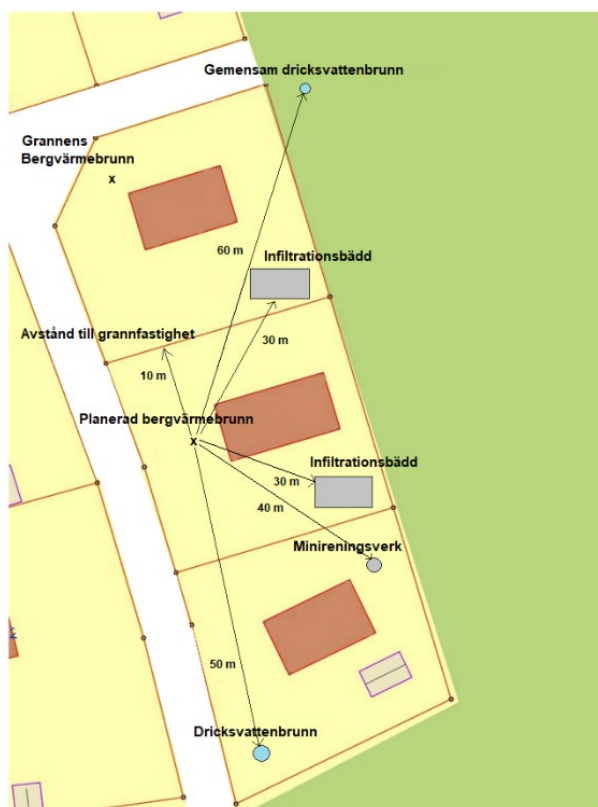 Gemensam dricksvattenbrunn
Grannens
Bergvärmebrunn
x
60 m
Infiltrationsbädd
Avstånd till grannfastighet
30 m
10 m
Planerad bergvärmebrunn
x
Infiltrationsbädd
30 m
40 m
Minireningsverk
50 m
Dricksvattenbrunn